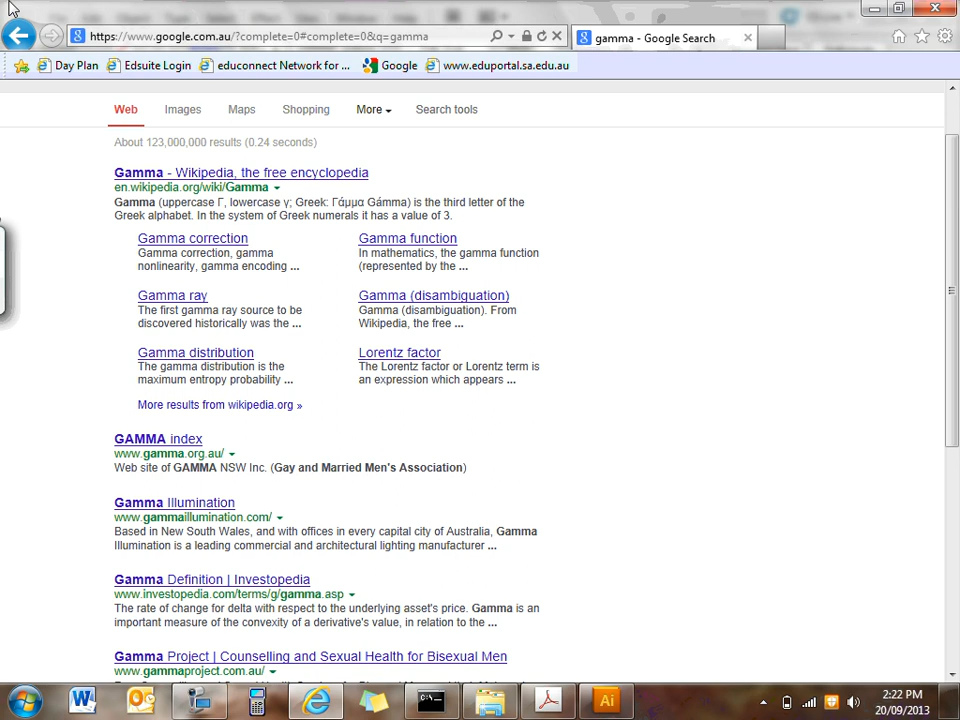 https://www.google.com.au/?complete=0#complete=0&q=gamma
gamma - Google Search
Day Plan
Edsuite Login
educonnect Network for ...
Google
www.eduportal.sa.edu.au
Web Images Maps Shopping More Search tools
About 123,000,000 results (0.24 seconds)
Gamma - Wikipedia, the free encyclopedia
en.wikipedia.org/wiki/Gamma
Gamma (uppercase Γ, lowercase γ; Greek: Γάμμα Gámma) is the third letter of the
Greek alphabet. In the system of Greek numerals it has a value of 3.
Gamma correction
Gamma correction, gamma
nonlinearity, gamma encoding ...
Gamma function
In mathematics, the gamma function
(represented by the ...
Gamma ray
The first gamma ray source to be
discovered historically was the ...
Gamma (disambiguation)
Gamma (disambiguation). From
Wikipedia, the free ...
Gamma distribution
The gamma distribution is the
maximum entropy probability ...
Lorentz factor
The Lorentz factor or Lorentz term is
an expression which appears ...
More results from wikipedia.org »
GAMMA index
www.gamma.org.au/
Web site of GAMMA NSW Inc. (Gay and Married Men's Association)
Gamma Illumination
www.gammaillumination.com/
Based in New South Wales, and with offices in every capital city of Australia, Gamma
Illumination is a leading commercial and architectural lighting manufacturer ...
Gamma Definition | Investopedia
www.investopedia.com/terms/g/gamma.asp
The rate of change for delta with respect to the underlying asset's price. Gamma is an
important measure of the convexity of a derivative's value, in relation to the ...
Gamma Project | Counselling and Sexual Health for Bisexual Men
www.gammaproject.com.au/
2:22 PM
20/09/2013